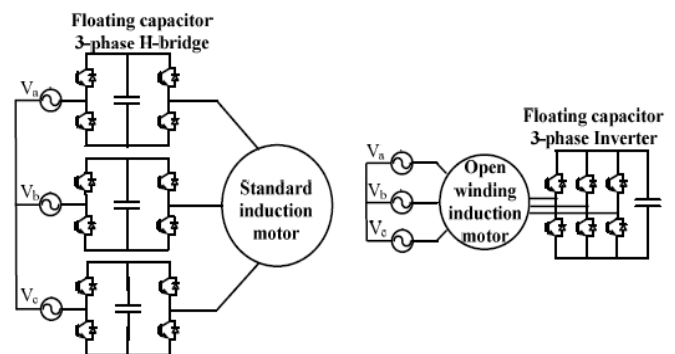 Floating capacitor
3-phase H-bridge
Va
Vb
Vc
Standard
induction
motor
Va
Vb
Vc
Open
winding
induction
motor
Floating capacitor
3-phase Inverter